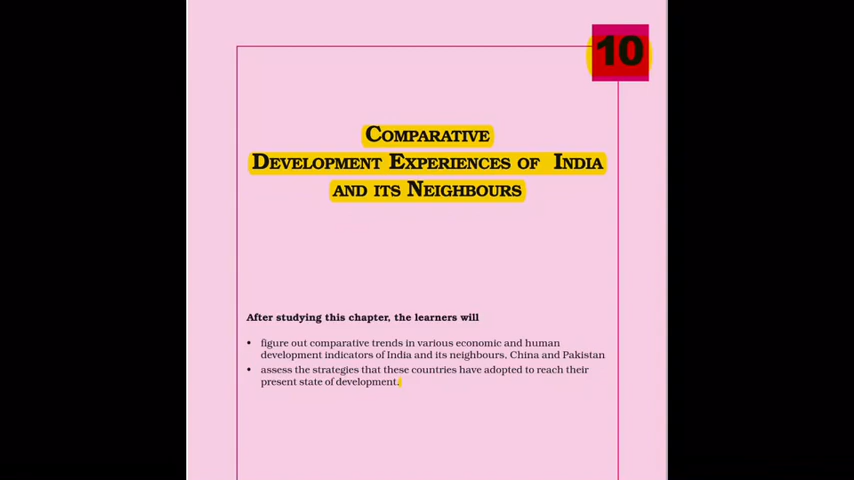 10
COMPARATIVE
DEVELOPMENT EXPERIENCES OF INDIA
AND ITS NEIGHBOURS
After studying this chapter, the learners will
• figure out comparative trends in various economic and human
development indicators of India and its neighbours, China and Pakistan
• assess the strategies that these countries have adopted to reach their
present state of development.